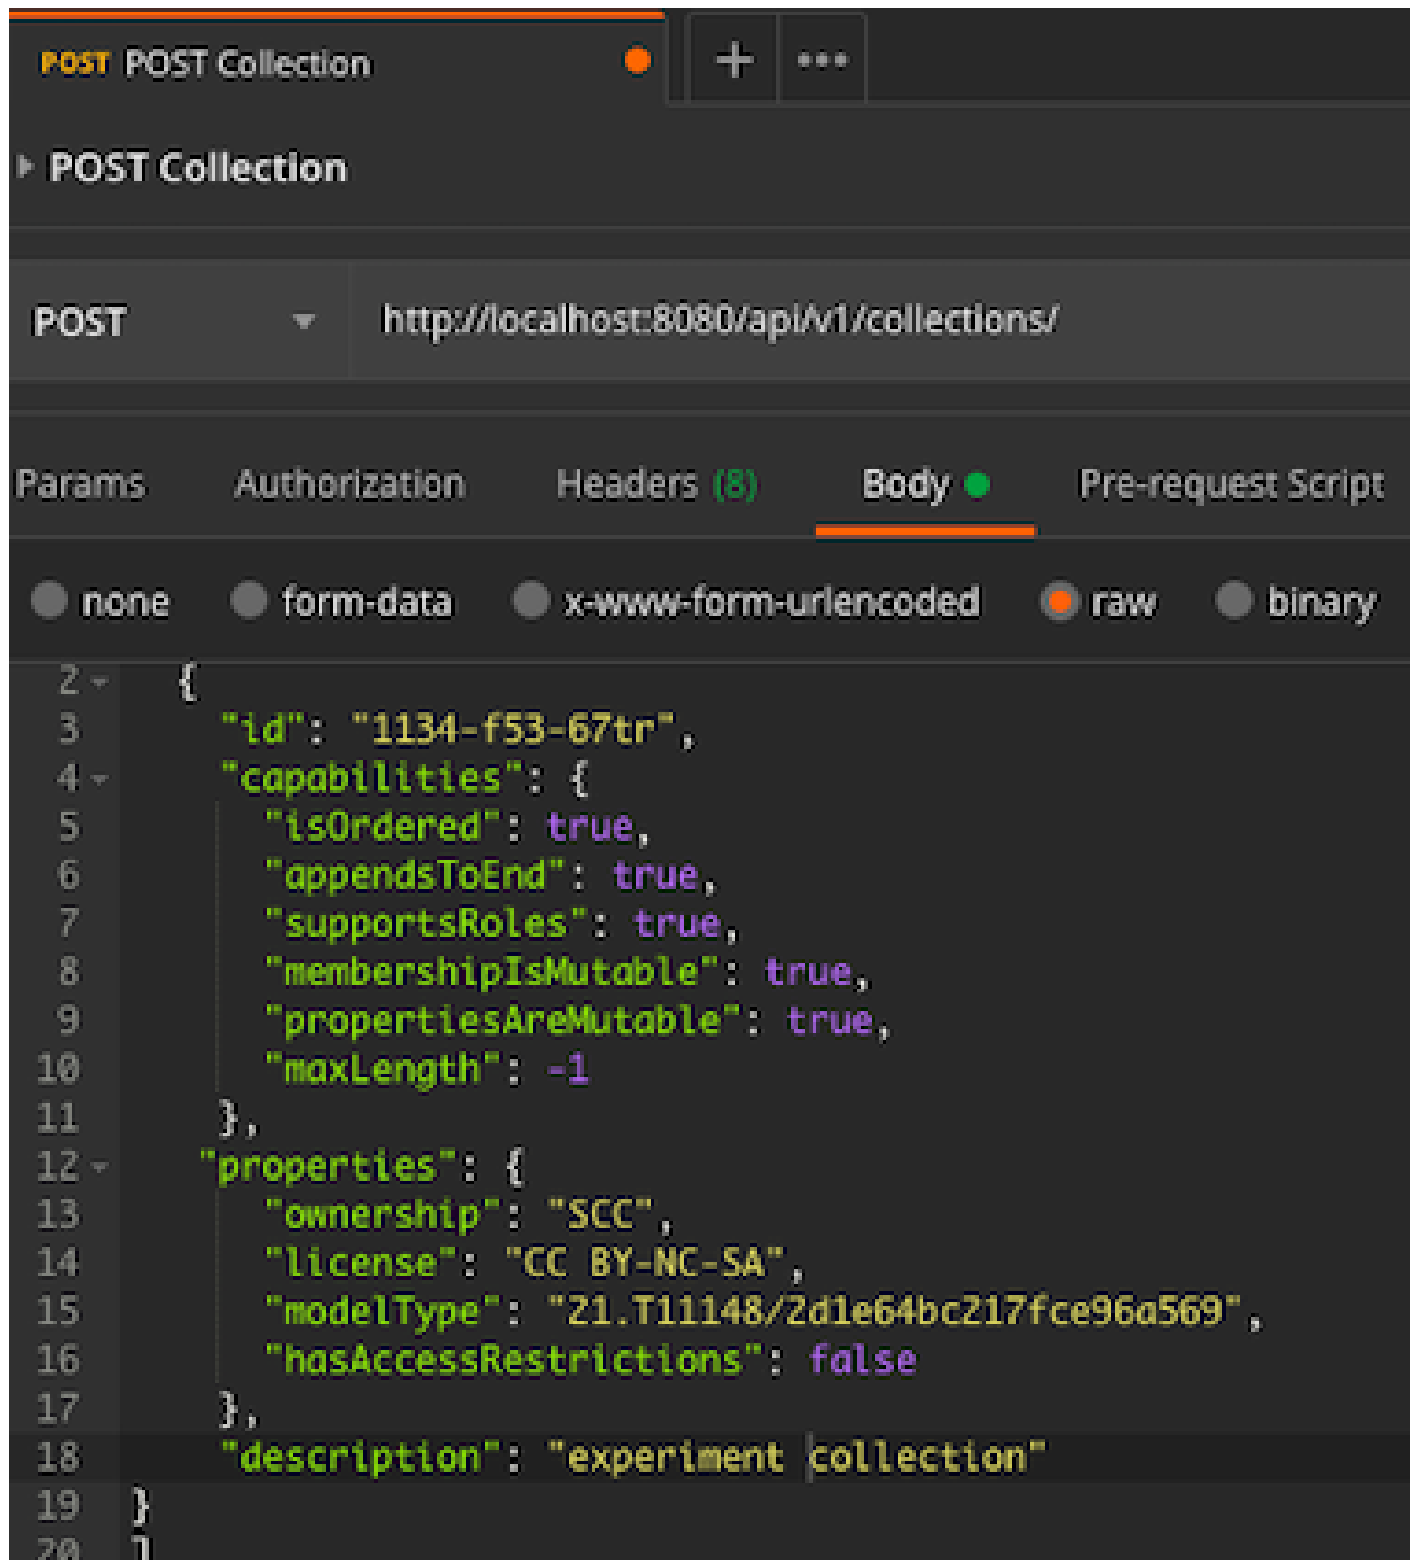 POST POST Collection + •••
POST Collection
POST http://localhost:8080/api/v1/collections/
Params Authorization Headers (8) Body Pre-request Script
none form-data x-www-form-urlencoded raw binary
2 {
3 "id": "1134-f53-67tr",
4 "capabilities": {
5 "isOrdered": true,
6 "appendsToEnd": true,
7 "supportsRoles": true,
8 "membershipIsMutable": true,
9 "propertiesAreMutable": true,
10 "maxLength": -1
11 },
12 "properties": {
13 "ownership": "SCC",
14 "license": "CC BY-NC-SA",
15 "modelType": "21.T11148/2d1e64bc217fce96a569",
16 "hasAccessRestrictions": false
17 },
18 "description": "experiment collection"
19 }
20 ]